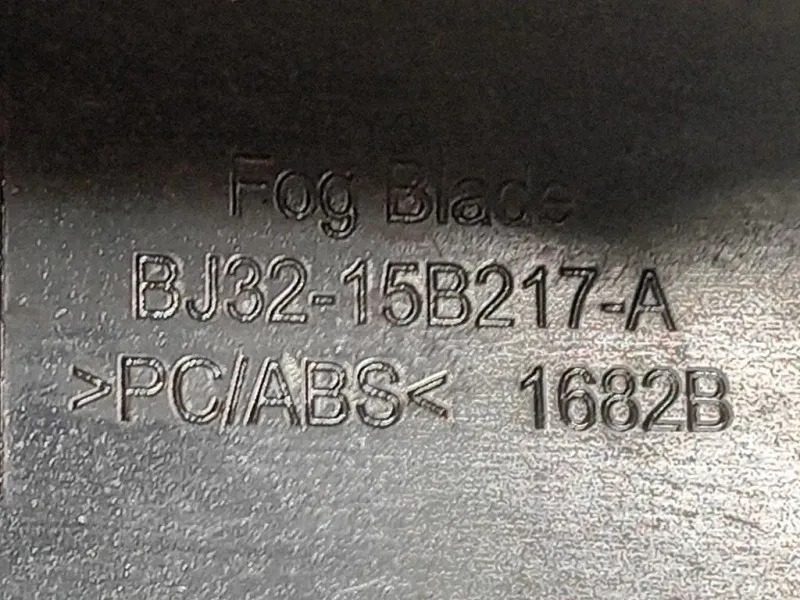 Fog Blade
BJ32-15B217-A
>PC/ABS< 1682B